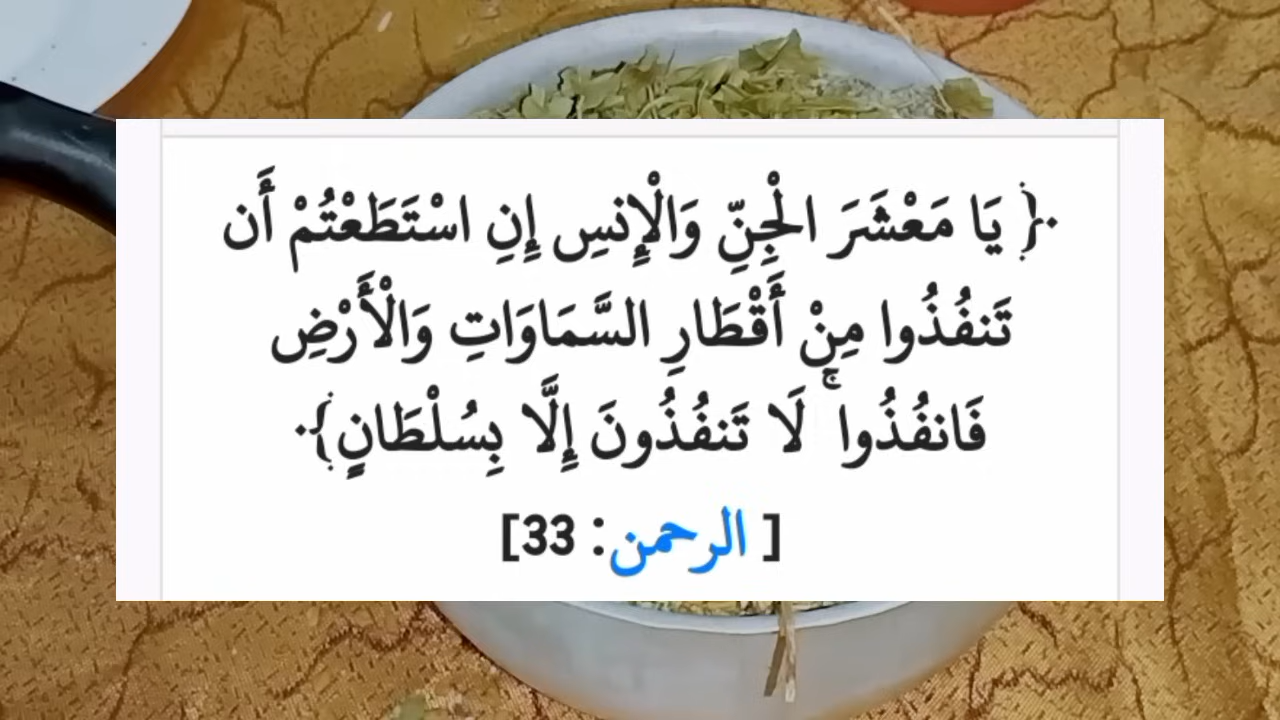 ﴿ يَا مَعْشَرَ الْجِنِّ وَالْإِنسِ إِنِ اسْتَطَعْتُمْ أَن
تَنفُذُوا مِنْ أَقْطَارِ السَّمَاوَاتِ وَالْأَرْضِ
فَانفُذُوا ۚ لَا تَنفُذُونَ إِلَّا بِسُلْطَانٍ﴾
[ الرحمن: 33]